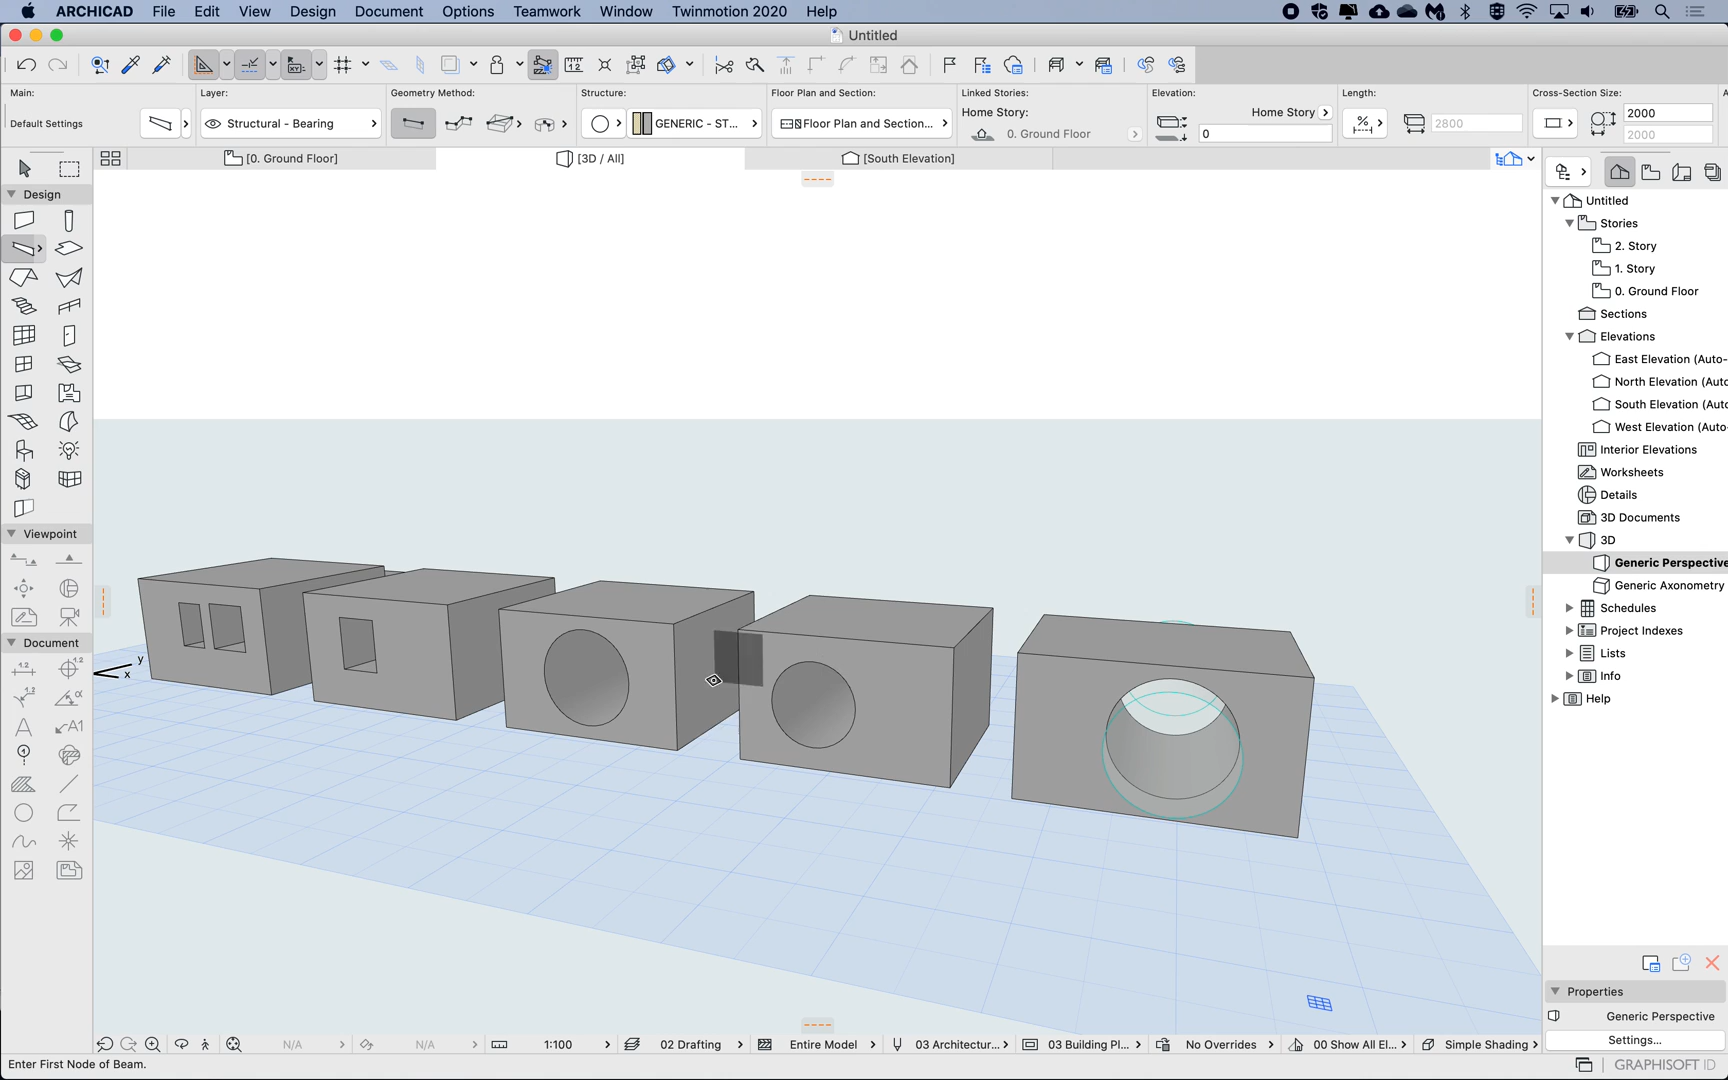 ARCHICAD File Edit View Design Document Options Teamwork Window Twinmotion 2020 Help
Untitled
Main: Layer: Geometry Method: Structure: Floor Plan and Section: Linked Stories: Elevation: Length: Cross-Section Size: A
Home Story: Home Story 2000
Default Settings Structural - Bearing GENERIC - ST... Floor Plan and Section... 0. Ground Floor 0 2800 2000
[0. Ground Floor] [3D / All] [South Elevation]
Design
Untitled
Stories
2. Story
1. Story
0. Ground Floor
Sections
Elevations
East Elevation (Auto-
North Elevation (Auto
South Elevation (Auto
West Elevation (Auto-
Interior Elevations
Worksheets
Details
3D Documents
3D
Generic Perspective
Generic Axonometry
Schedules
Project Indexes
Lists
Info
Help
Viewpoint
Document
y
x
Properties
Generic Perspective
Settings...
N/A N/A 1:100 02 Drafting Entire Model 03 Architectur... 03 Building Pl... No Overrides 00 Show All El... Simple Shading
Enter First Node of Beam. GRAPHISOFT ID